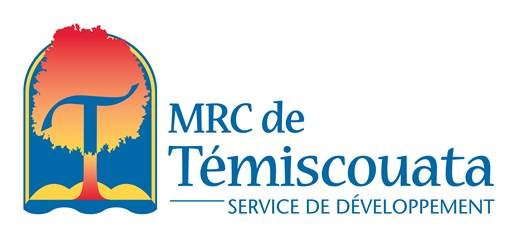 T
MRC de
Témiscouata
SERVICE DE DÉVELOPPEMENT